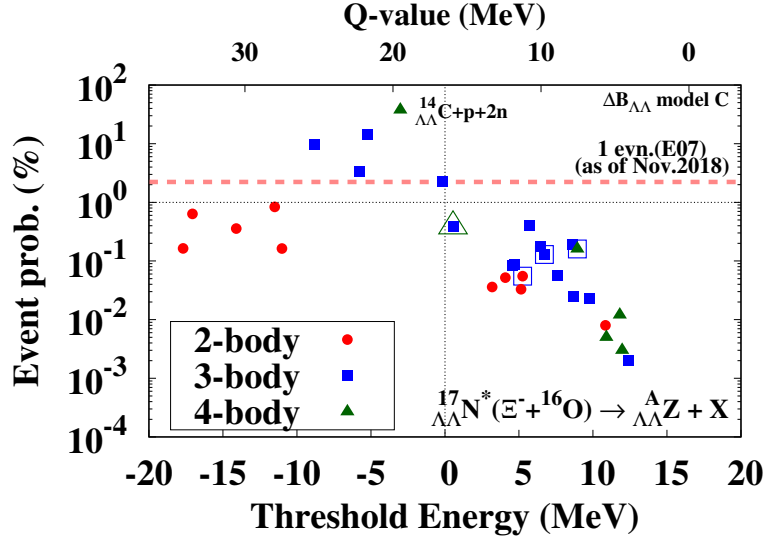 Q-value (MeV)
30 20 10 0
10^2
10^1
10^0
10^-1
10^-2
10^-3
10^-4
Event prob. (%)
ΔB_ΛΛ model C
^14_ΛΛC+p+2n
1 evn.(E07)
(as of Nov.2018)
2-body
3-body
4-body
^17_ΛΛN^*(Ξ^-+^16O) → ^A_ΛΛZ + X
-20 -15 -10 -5 0 5 10 15 20
Threshold Energy (MeV)